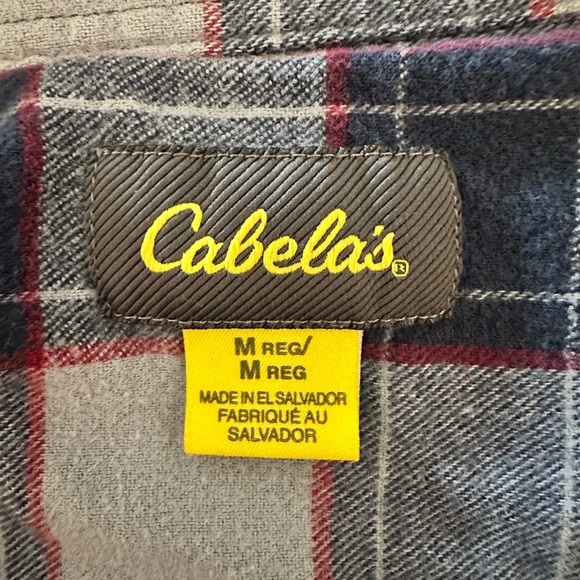 Cabela's®
M REG/
M REG
MADE IN EL SALVADOR
FABRIQUÉ AU
SALVADOR